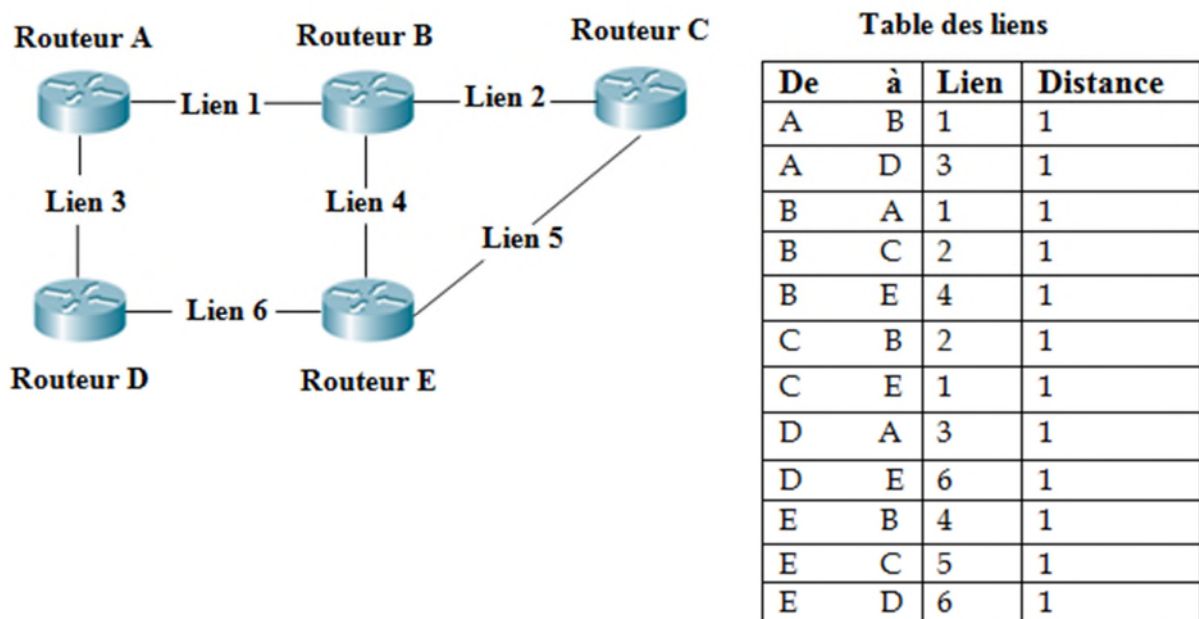 Routeur A
Routeur B
Routeur C
Lien 1
Lien 2
Lien 3
Lien 4
Lien 5
Lien 6
Routeur D
Routeur E
Table des liens
De à Lien Distance
A B 1 1
A D 3 1
B A 1 1
B C 2 1
B E 4 1
C B 2 1
C E 1 1
D A 3 1
D E 6 1
E B 4 1
E C 5 1
E D 6 1